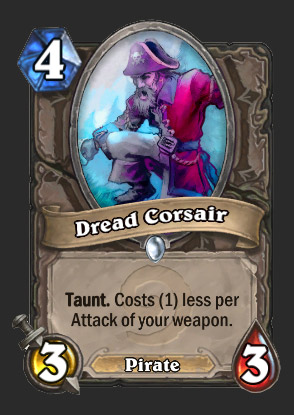 4
Dread Corsair
Taunt. Costs (1) less per
Attack of your weapon.
3
Pirate
3